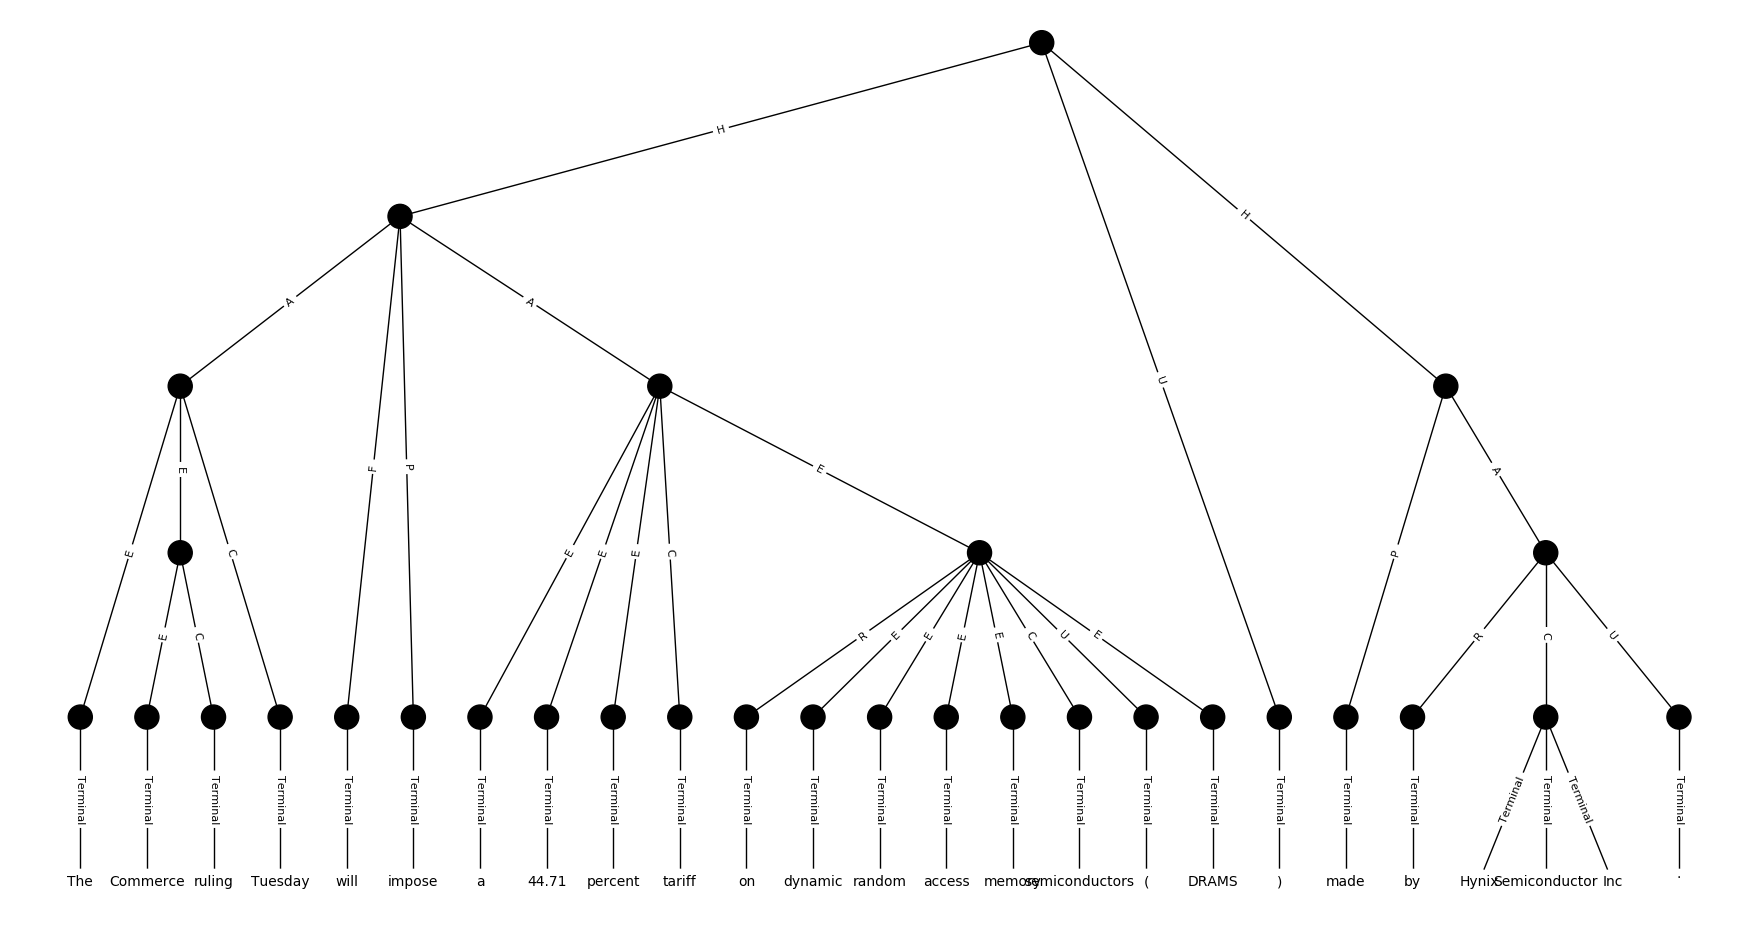 H
H
A
A
U
F
P
E
E
A
E
C
E
E
E
C
P
E
C
R
E
E
E
E
C
U
E
R
C
U
Terminal Terminal Terminal Terminal Terminal Terminal Terminal Terminal Terminal Terminal Terminal Terminal Terminal Terminal Terminal Terminal Terminal Terminal Terminal Terminal Terminal Terminal Terminal Terminal Terminal
The Commerce ruling Tuesday will impose a 44.71 percent tariff on dynamic random access memory semiconductors ( DRAMS ) made by Hynix Semiconductor Inc .